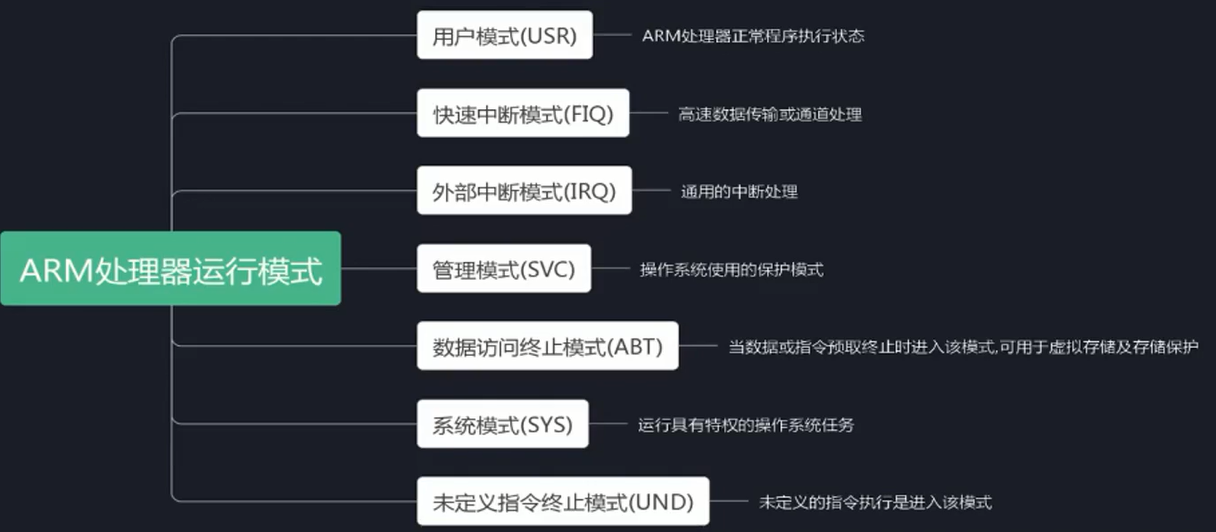 用户模式(USR) ARM处理器正常程序执行状态
快速中断模式(FIQ) 高速数据传输或通道处理
外部中断模式(IRQ) 通用的中断处理
ARM处理器运行模式
管理模式(SVC) 操作系统使用的保护模式
数据访问终止模式(ABT) 当数据或指令预取终止时进入该模式,可用于虚拟存储及存储保护
系统模式(SYS) 运行具有特权的操作系统任务
未定义指令终止模式(UND) 未定义的指令执行是进入该模式